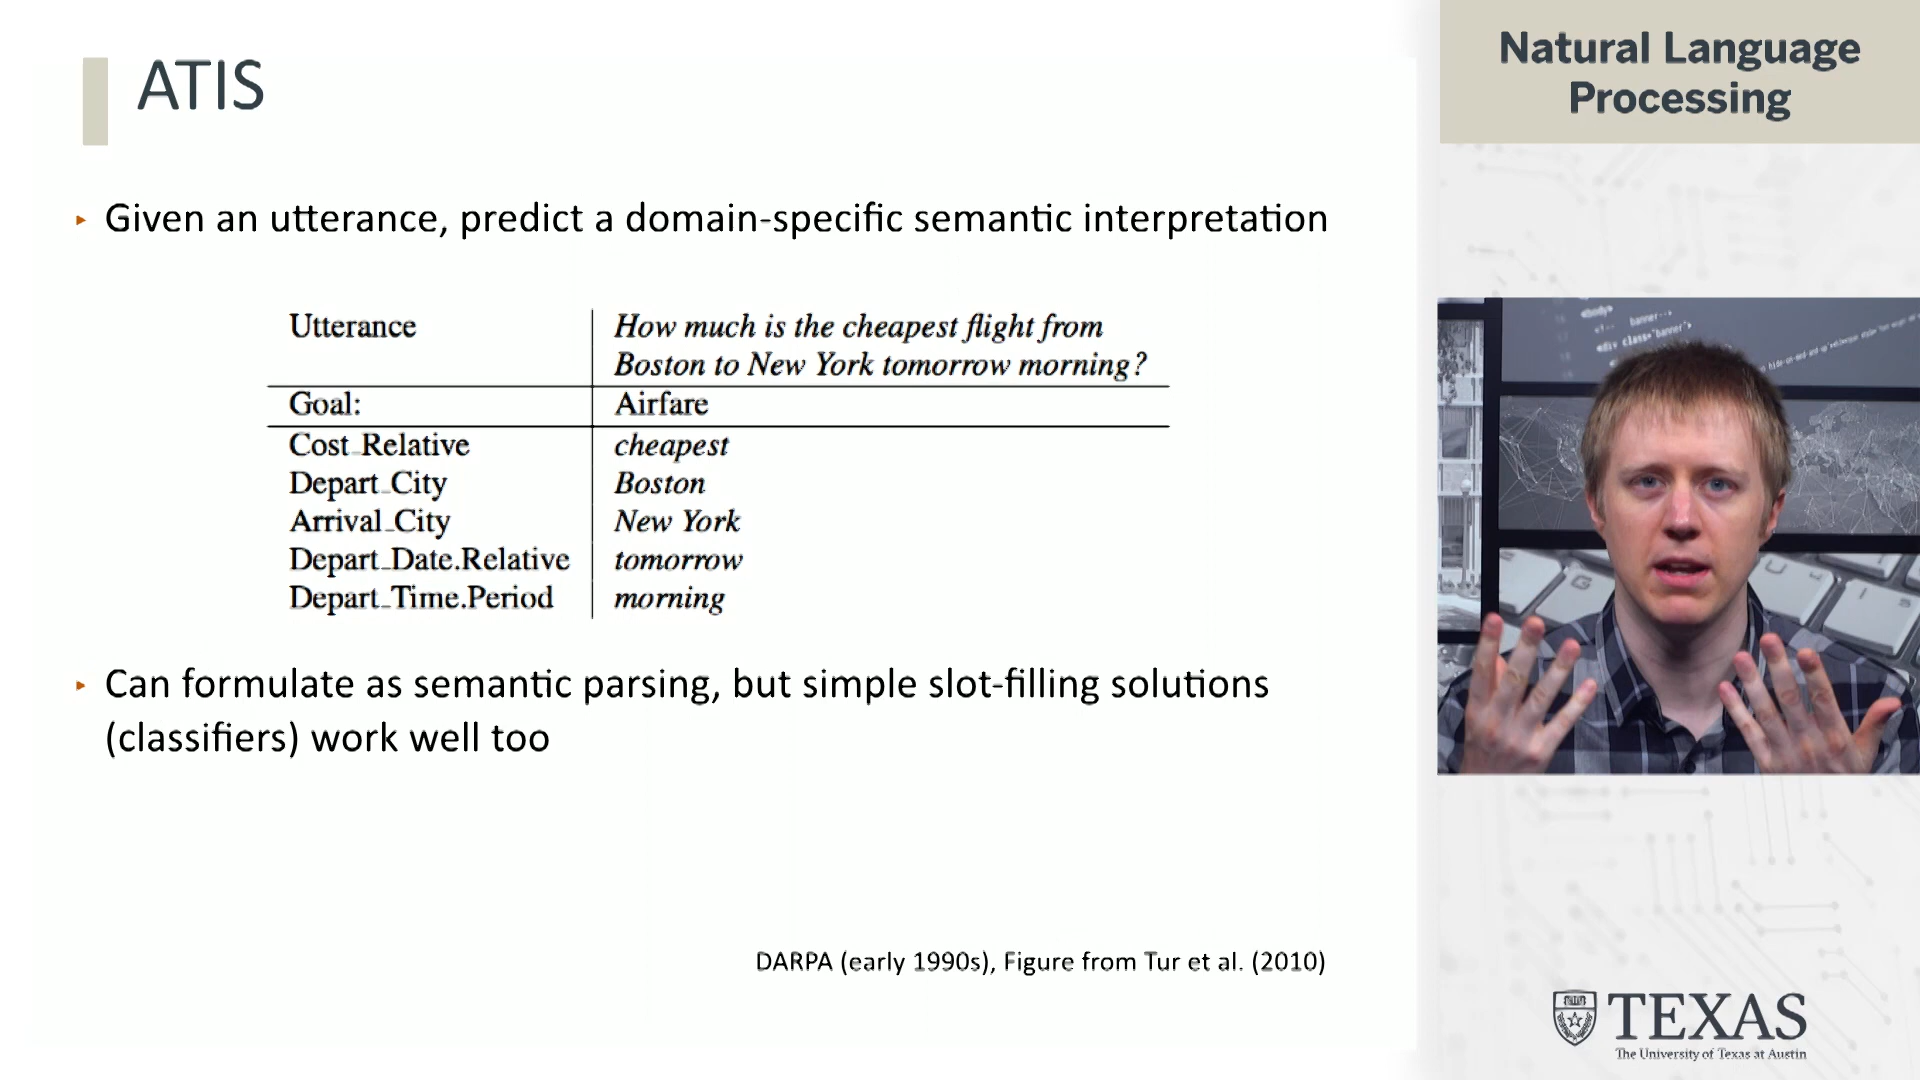 ATIS
Natural Language
Processing
▸ Given an utterance, predict a domain-specific semantic interpretation
Utterance How much is the cheapest flight from
Boston to New York tomorrow morning?
Goal: Airfare
Cost_Relative cheapest
Depart_City Boston
Arrival_City New York
Depart_Date.Relative tomorrow
Depart_Time.Period morning
▸ Can formulate as semantic parsing, but simple slot-filling solutions
(classifiers) work well too
DARPA (early 1990s), Figure from Tur et al. (2010)
TEXAS
The University of Texas at Austin